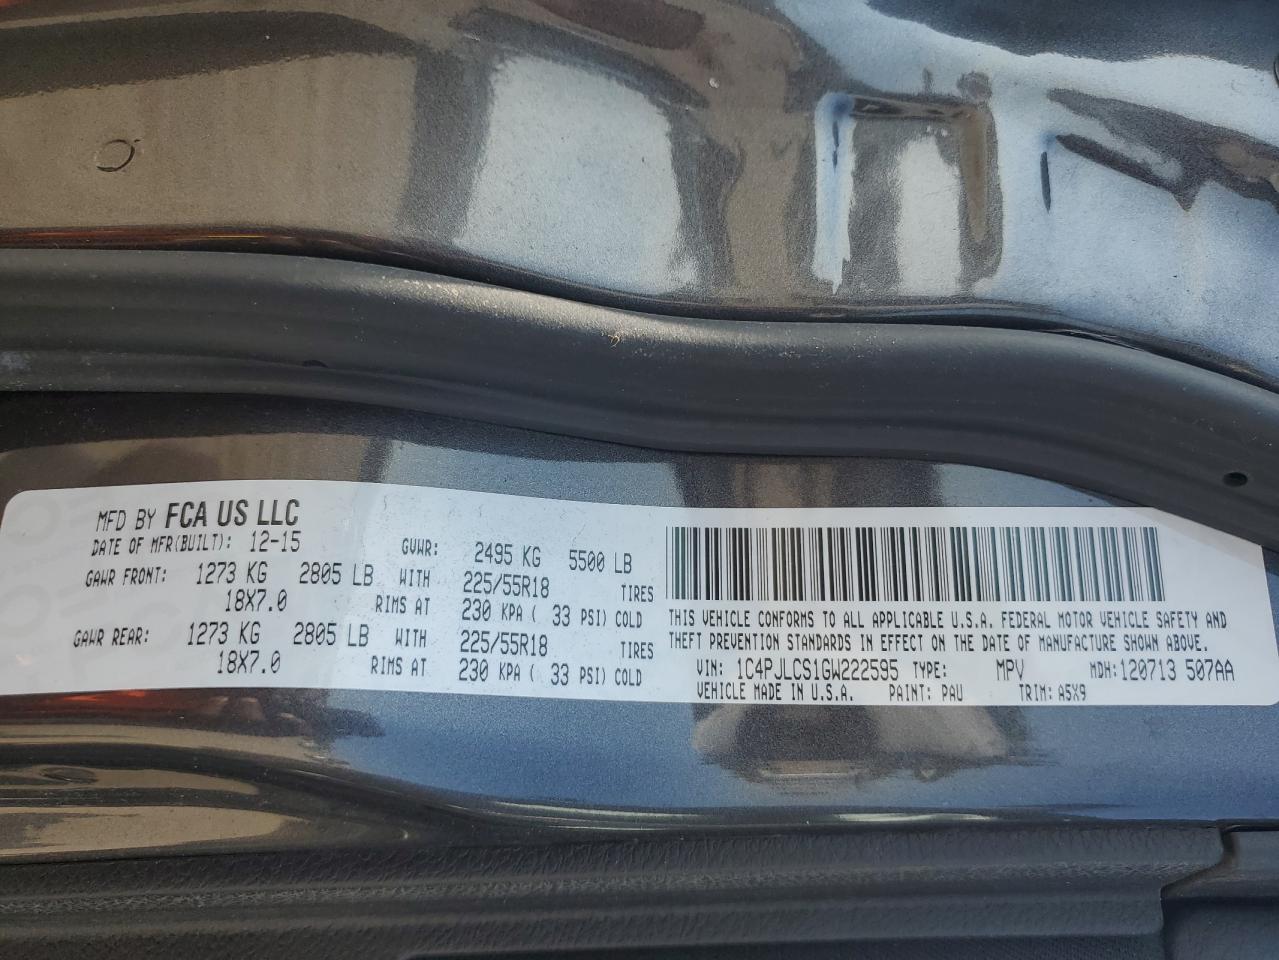 MFD BY FCA US LLC
DATE OF MFR(BUILT): 12-15 GVWR: 2495 KG 5500 LB
GAWR FRONT: 1273 KG 2805 LB WITH 225/55R18 TIRES
18X7.0 RIMS AT 230 KPA ( 33 PSI) COLD
GAWR REAR: 1273 KG 2805 LB WITH 225/55R18 TIRES
18X7.0 RIMS AT 230 KPA ( 33 PSI) COLD
THIS VEHICLE CONFORMS TO ALL APPLICABLE U.S.A. FEDERAL MOTOR VEHICLE SAFETY AND
THEFT PREVENTION STANDARDS IN EFFECT ON THE DATE OF MANUFACTURE SHOWN ABOVE.
VIN: 1C4PJLCS1GW222595 TYPE: MPV MDH: 120713 507AA
VEHICLE MADE IN U.S.A. PAINT: PAU TRIM: A5X9